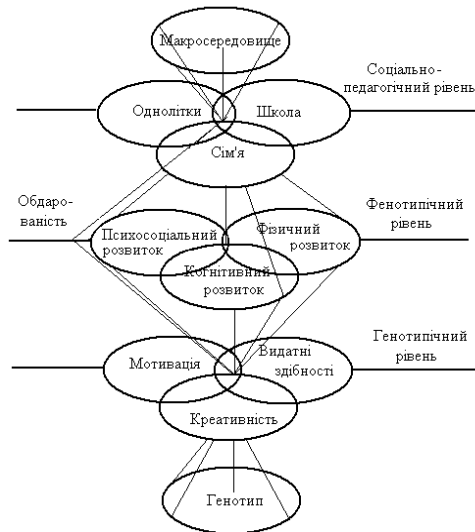 Макросередовище
Соціально-
педагогічний рівень
Однолітки
Школа
Сім'я
Обдаро-
ваність
Фенотипічний
рівень
Психосоціальний
розвиток
Фізичний
розвиток
Когнітивний
розвиток
Генотипічний
рівень
Мотивація
Видатні
здібності
Креативність
Генотип